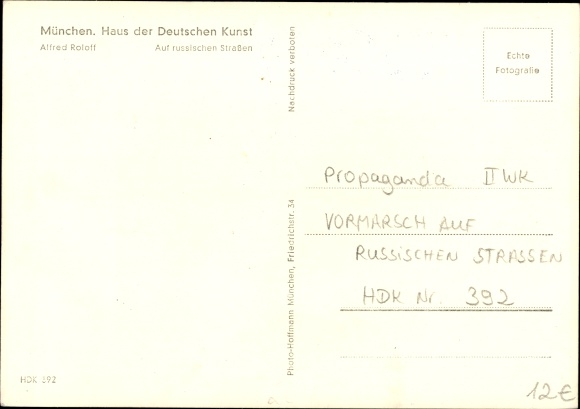 München. Haus der Deutschen Kunst
Alfred Roloff Auf russischen Straßen
Nachdruck verboten
Echte
Fotografie
Propaganda II WK
VORMARSCH AUF
RUSSISCHEN STRASSEN
HDK Nr. 392
Photo-Hoffmann München, Friedrichstr. 34
HDK 392
12€